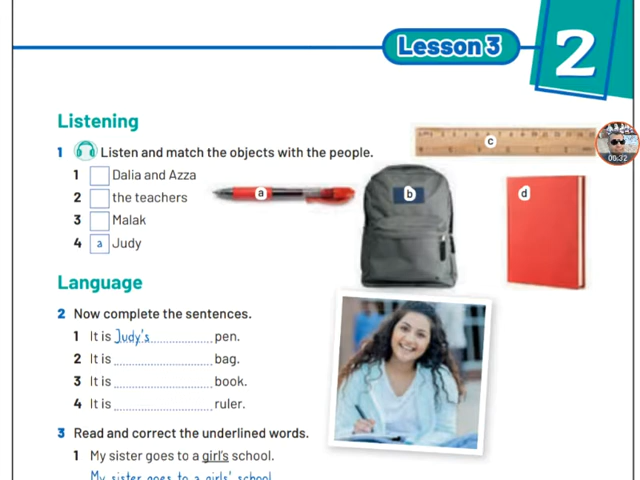 Lesson 3
2
Listening
1 Listen and match the objects with the people.
1 Dalia and Azza
2 the teachers
3 Malak
4 a Judy
a
b
c
d
00:32
Language
2 Now complete the sentences.
1 It is Judy's pen.
2 It is bag.
3 It is book.
4 It is ruler.
3 Read and correct the underlined words.
1 My sister goes to a girl's school.
My sister goes to a girls' school